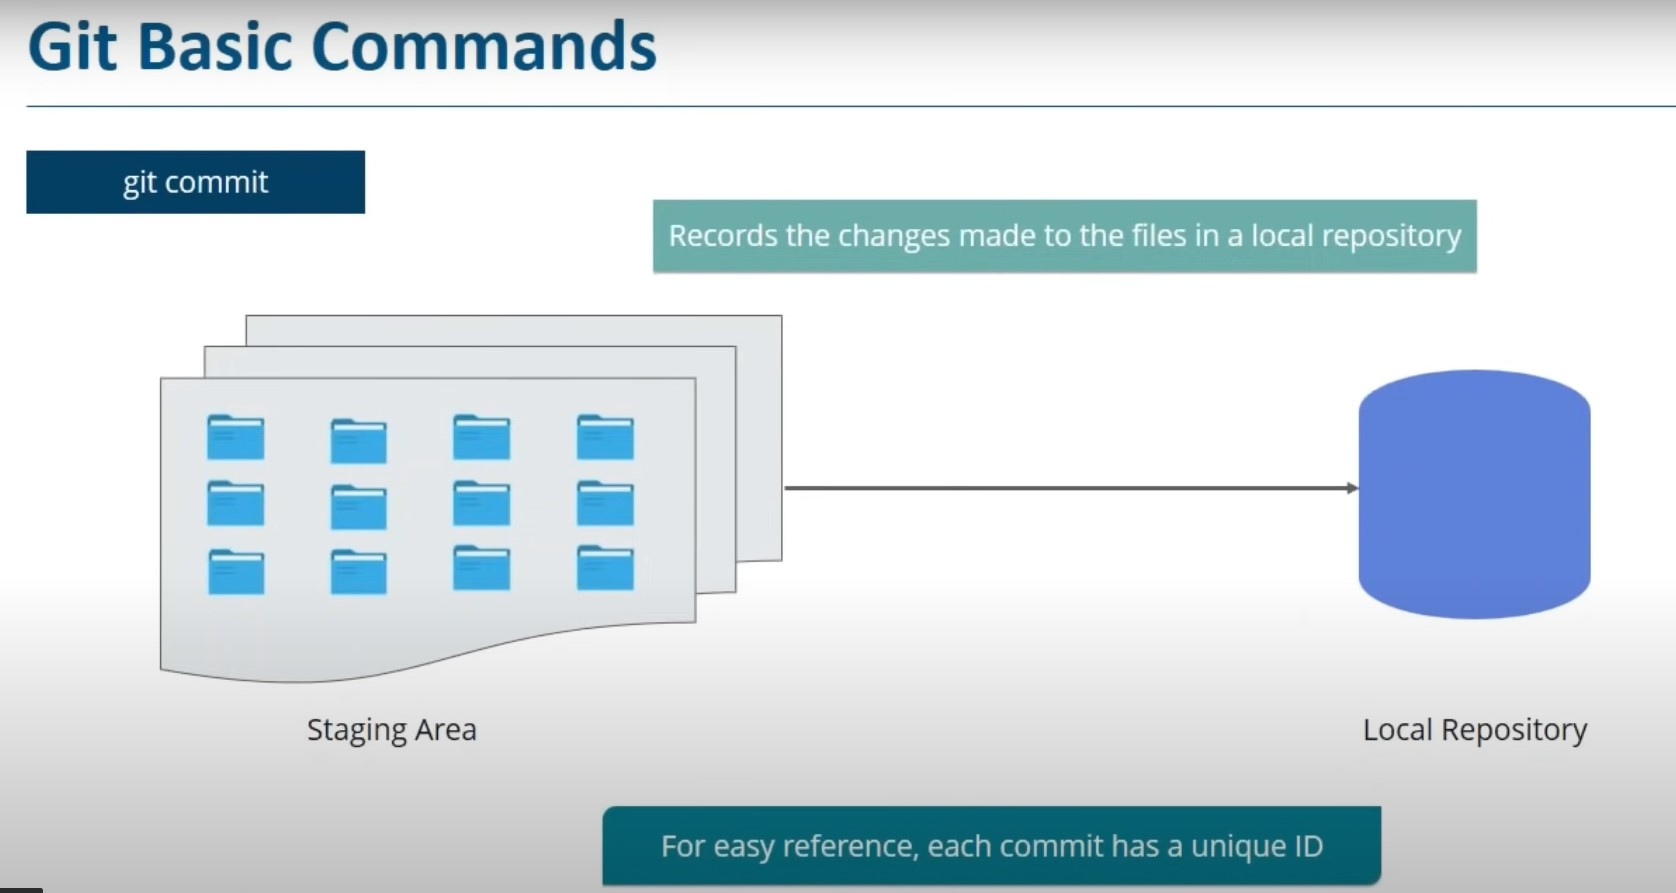 Git Basic Commands
git commit
Records the changes made to the files in a local repository
Staging Area
Local Repository
For easy reference, each commit has a unique ID